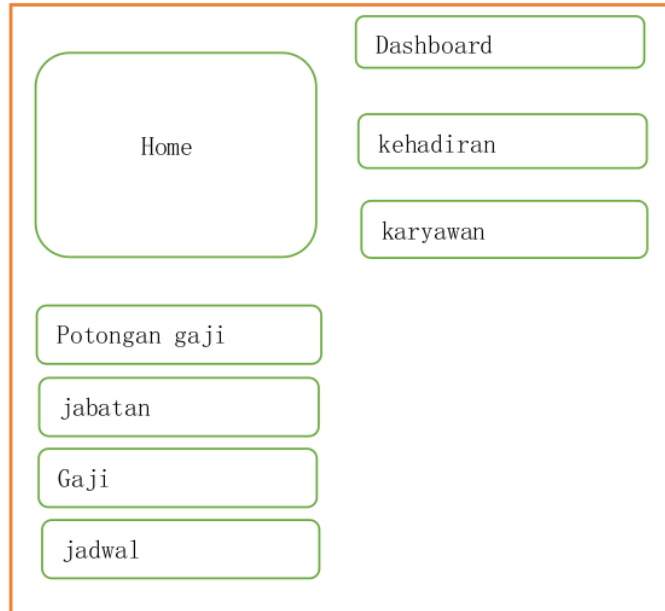 Home
Dashboard
kehadiran
karyawan
Potongan gaji
jabatan
Gaji
jadwal